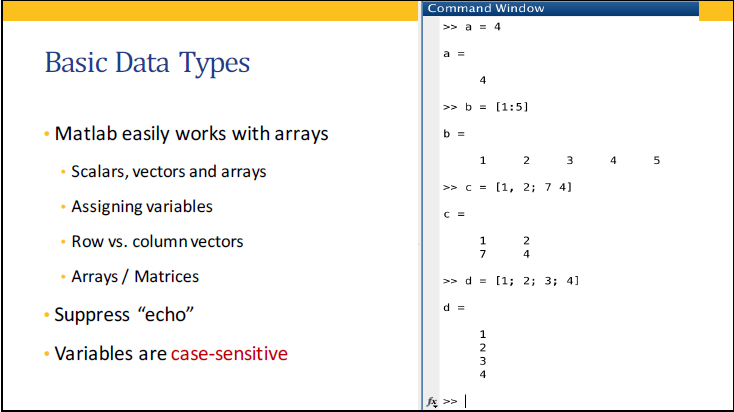 Basic Data Types
• Matlab easily works with arrays
• Scalars, vectors and arrays
• Assigning variables
• Row vs. column vectors
• Arrays / Matrices
• Suppress “echo”
• Variables are case-sensitive
Command Window
>> a = 4
a =
4
>> b = [1:5]
b =
1 2 3 4 5
>> c = [1, 2; 7 4]
c =
1 2
7 4
>> d = [1; 2; 3; 4]
d =
1
2
3
4
fx >>